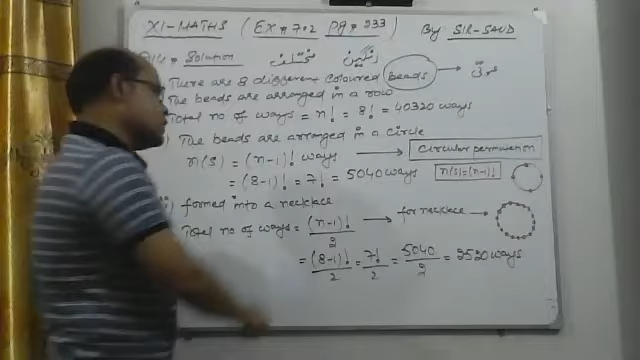 XI-MATHS (EX # 7.2 Pg # 233) By SIR-SAUD
Solution مختلف رنگین
There are 8 different coloured beads → موتی
The beads are arranged in a row
Total no of ways = n! = 8! = 40320 ways
) The beads are arranged in a circle
n(S) = (n-1)! ways → Circular permutation
= (8-1)! = 7! = 5040 ways n(S) = (n-1)!
) formed into a necklace
Total no of ways = (n-1)!/2 → for necklace →
= (8-1)!/2 = 7!/2 = 5040/2 = 2520 ways